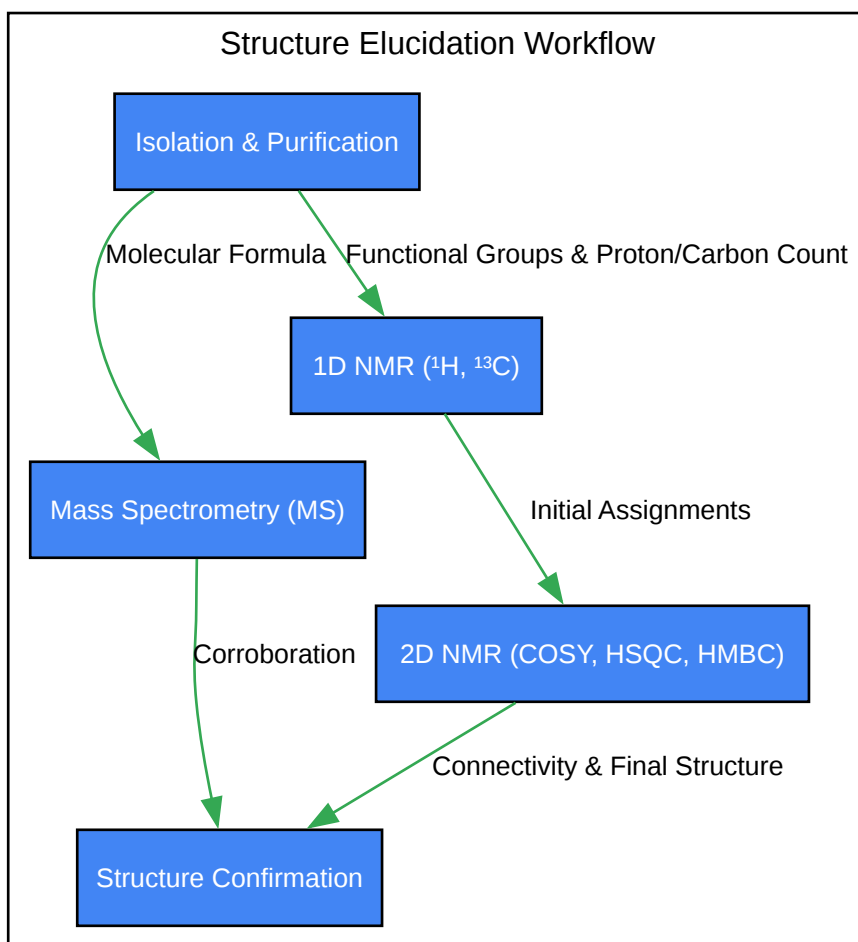 Structure Elucidation Workflow
Isolation & Purification
Molecular Formula
Functional Groups & Proton/Carbon Count
1D NMR (¹H, ¹³C)
Mass Spectrometry (MS)
Initial Assignments
2D NMR (COSY, HSQC, HMBC)
Corroboration
Connectivity & Final Structure
Structure Confirmation